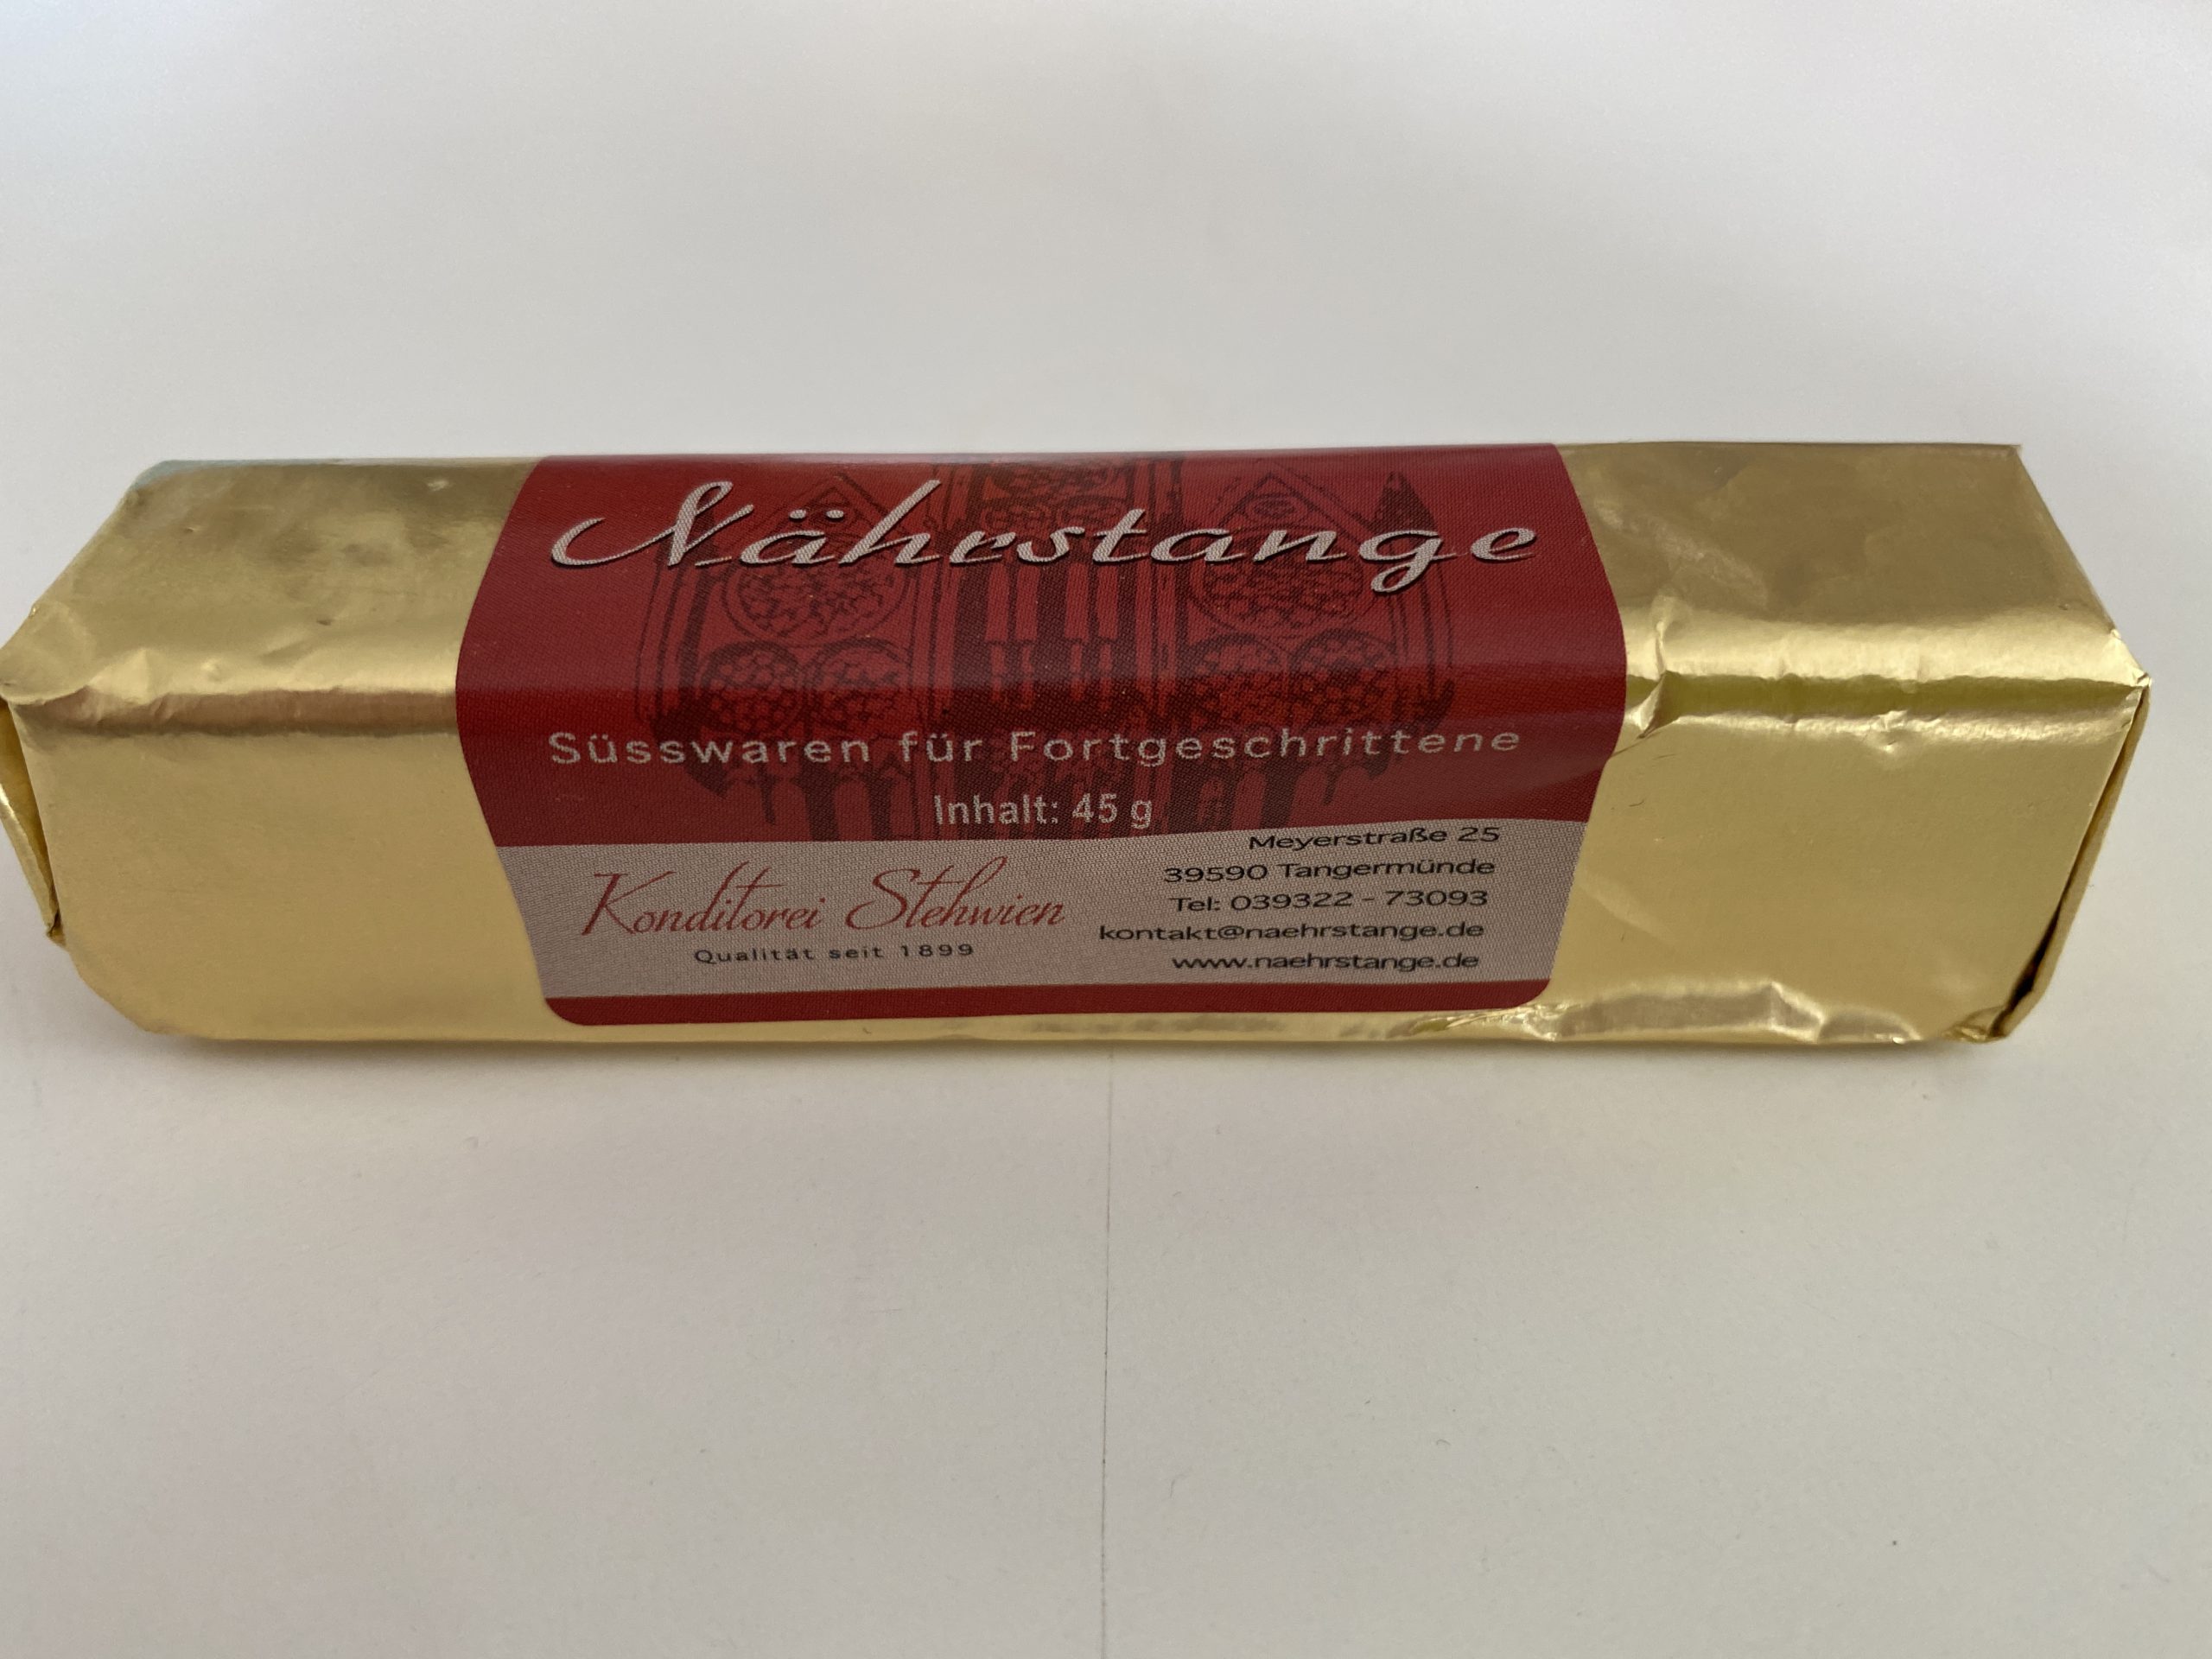 Nährstange
Süsswaren für Fortgeschrittene
Inhalt: 45 g
Konditorei Stehwien
Qualität seit 1899
Meyerstraße 25
39590 Tangermünde
Tel: 039322 - 73093
kontakt@naehrstange.de
www.naehrstange.de